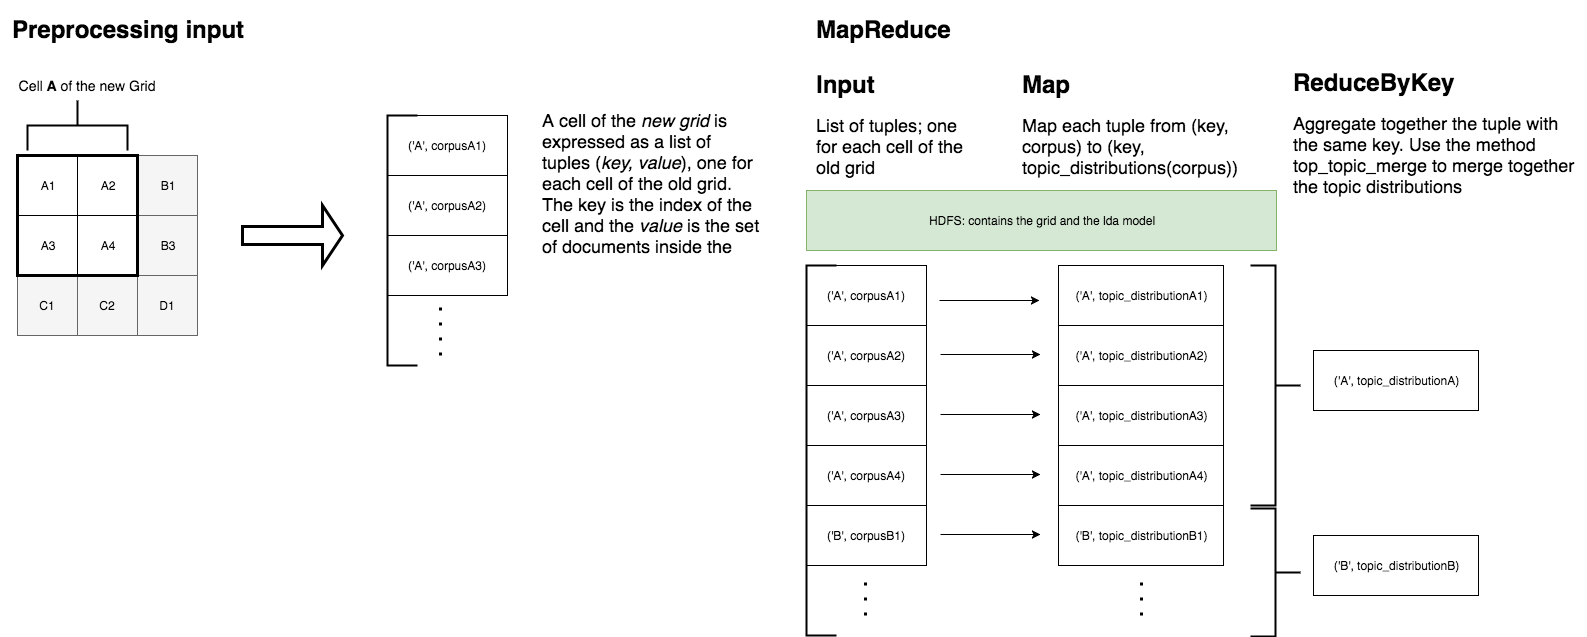 Preprocessing input
Cell A of the new Grid
A1 A2 B1
A3 A4 B3
C1 C2 D1
('A', corpusA1)
('A', corpusA2)
('A', corpusA3)
A cell of the new grid is
expressed as a list of
tuples (key, value), one for
each cell of the old grid.
The key is the index of the
cell and the value is the set
of documents inside the
MapReduce
Input
List of tuples; one
for each cell of the
old grid
Map
Map each tuple from (key,
corpus) to (key,
topic_distributions(corpus))
ReduceByKey
Aggregate together the tuple with
the same key. Use the method
top_topic_merge to merge together
the topic distributions
HDFS: contains the grid and the lda model
('A', corpusA1)
('A', corpusA2)
('A', corpusA3)
('A', corpusA4)
('B', corpusB1)
('A', topic_distributionA1)
('A', topic_distributionA2)
('A', topic_distributionA3)
('A', topic_distributionA4)
('B', topic_distributionB1)
('A', topic_distributionA)
('B', topic_distributionB)